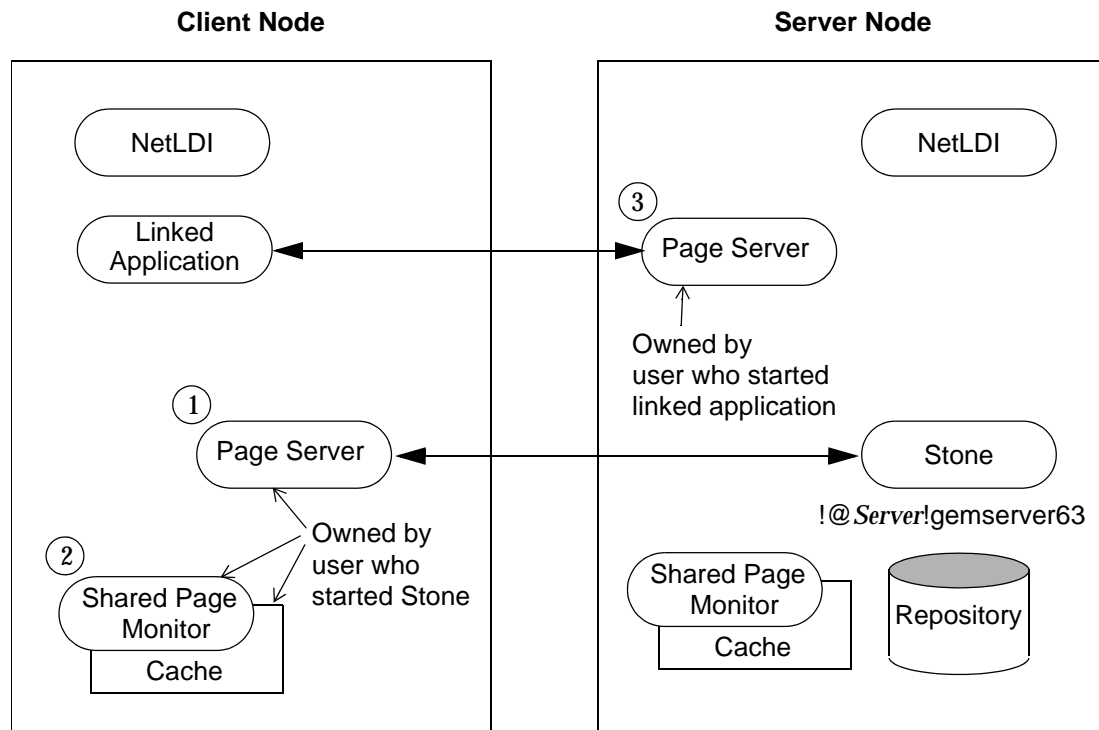 Client Node
Server Node
NetLDI
NetLDI
Linked
Application
3
Page Server
Owned by
user who started
linked application
1
Page Server
Stone
!@Server!gemserver63
Owned by
user who
started Stone
2
Shared Page
Monitor
Cache
Shared Page
Monitor
Cache
Repository